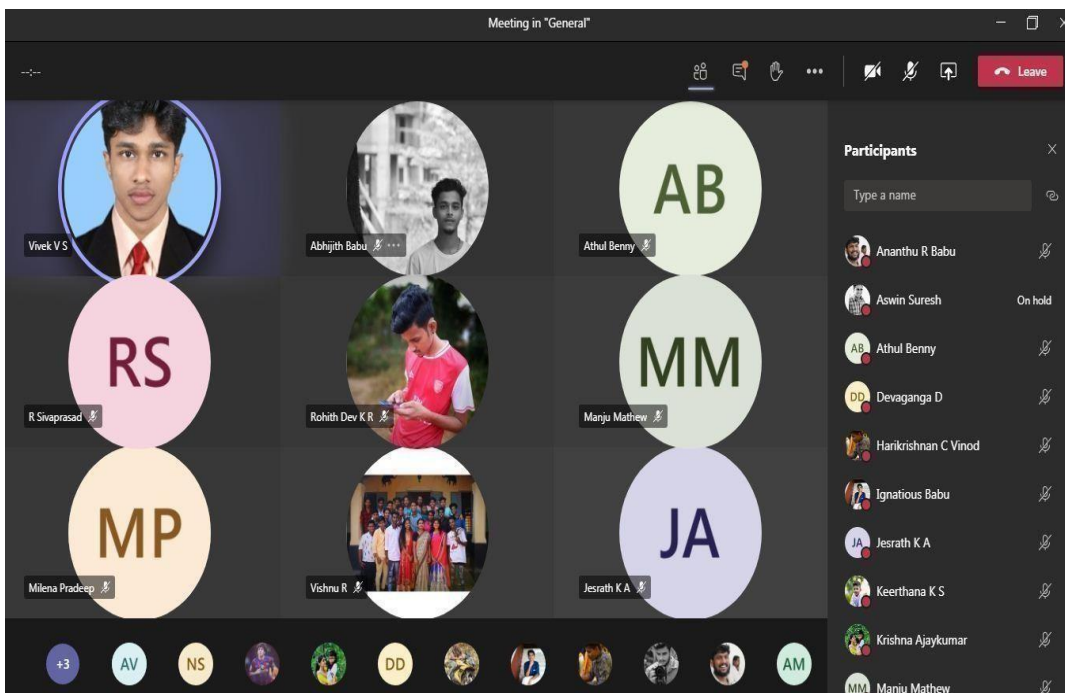 Meeting in "General"
--:--
Leave
Vivek V S
Abhijith Babu
AB
Athul Benny
RS
R Sivaprasad
Rohith Dev K R
MM
Manju Mathew
MP
Milena Pradeep
Vishnu R
JA
Jesrath K A
+3
AV
NS
DD
AM
Participants
Type a name
Ananthu R Babu
Aswin Suresh On hold
AB Athul Benny
DD Devaganga D
Harikrishnan C Vinod
Ignatious Babu
JA Jesrath K A
Keerthana K S
Krishna Ajaykumar
MM Manju Mathew